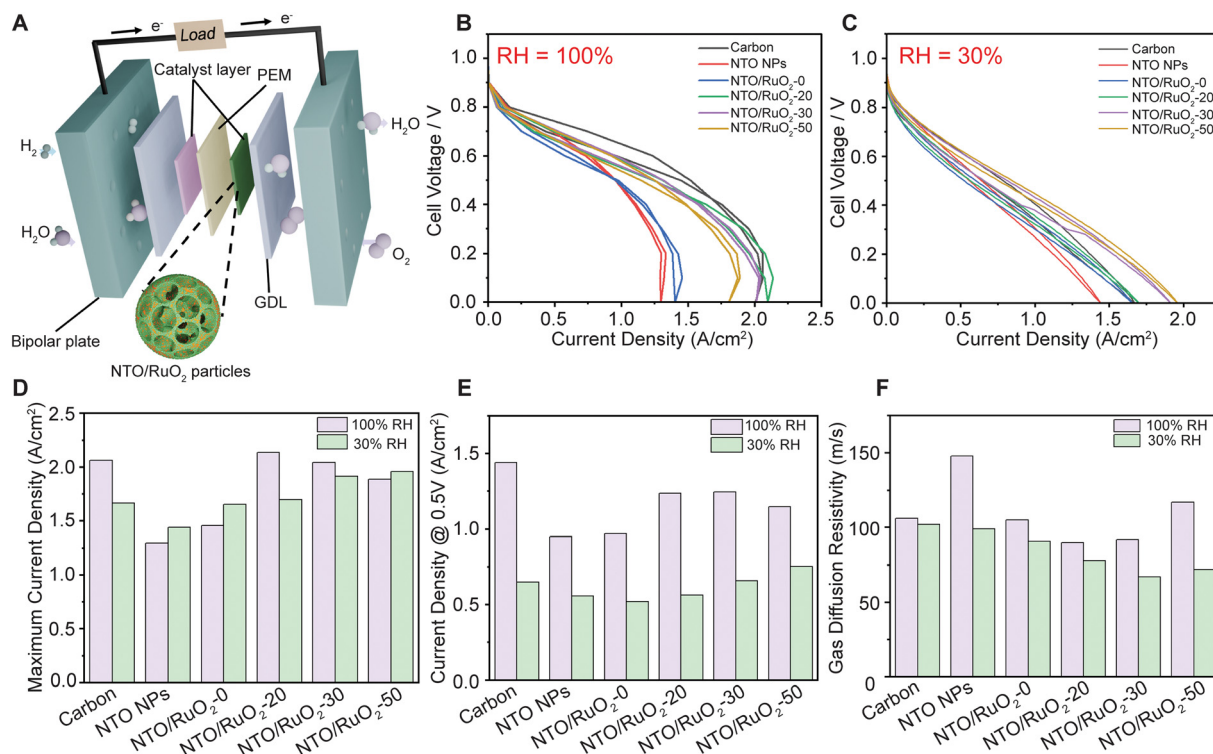 A
e⁻
Load
e⁻
Catalyst layer
PEM
H₂
H₂O
H₂O
O₂
Bipolar plate
GDL
NTO/RuO₂ particles
B
RH = 100%
Carbon
NTO NPs
NTO/RuO₂-0
NTO/RuO₂-20
NTO/RuO₂-30
NTO/RuO₂-50
Cell Voltage / V
1.0
0.8
0.6
0.4
0.2
0.0
0.0
0.5
1.0
1.5
2.0
2.5
Current Density (A/cm²)
C
RH = 30%
Carbon
NTO NPs
NTO/RuO₂-0
NTO/RuO₂-20
NTO/RuO₂-30
NTO/RuO₂-50
Cell Voltage / V
1.0
0.8
0.6
0.4
0.2
0.0
0.0
0.5
1.0
1.5
2.0
Current Density (A/cm²)
D
100% RH
30% RH
Maximum Current Density (A/cm²)
2.5
2.0
1.5
1.0
0.5
0.0
Carbon
NTO NPs
NTO/RuO₂-0
NTO/RuO₂-20
NTO/RuO₂-30
NTO/RuO₂-50
E
100% RH
30% RH
Current Density @ 0.5V (A/cm²)
1.5
1.0
0.5
0.0
Carbon
NTO NPs
NTO/RuO₂-0
NTO/RuO₂-20
NTO/RuO₂-30
NTO/RuO₂-50
F
100% RH
30% RH
Gas Diffusion Resistivity (m/s)
150
100
50
0
Carbon
NTO NPs
NTO/RuO₂-0
NTO/RuO₂-20
NTO/RuO₂-30
NTO/RuO₂-50